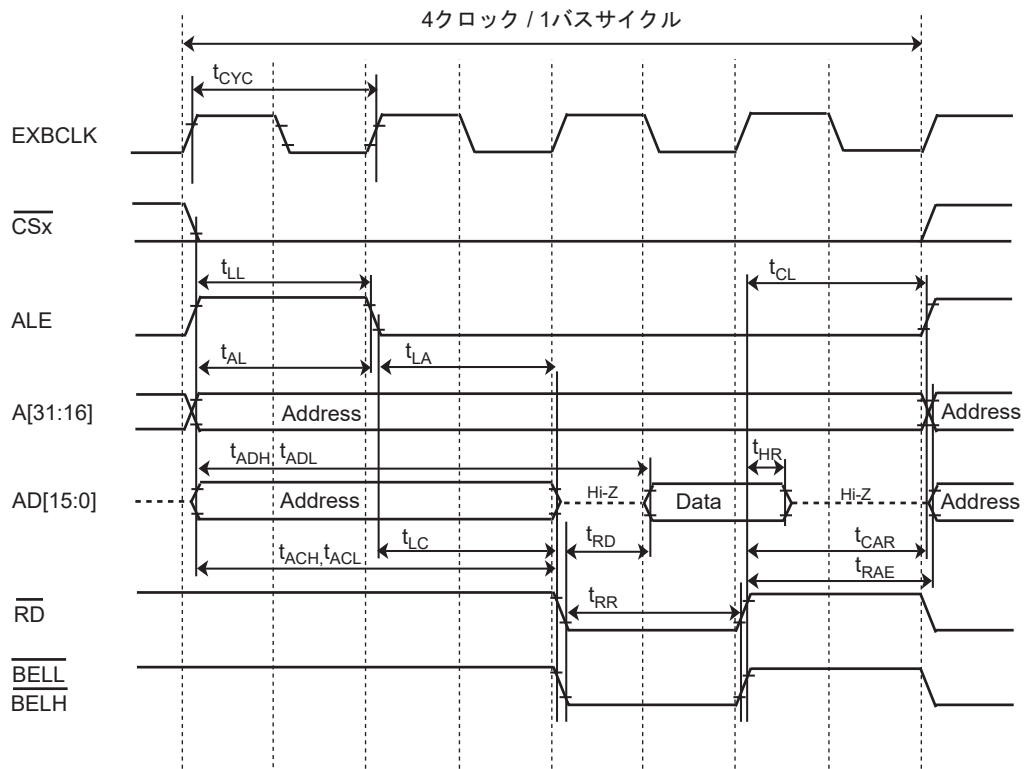 4クロック / 1バスサイクル
tCYC
EXBCLK
CSx
tLL
tCL
ALE
tAL
tLA
A[31:16]
Address
Address
tADH, tADL
tHR
AD[15:0]
Address
Hi-Z
Data
Hi-Z
Address
tLC
tRD
tCAR
tACH,tACL
tRAE
RD
tRR
BELL
BELH